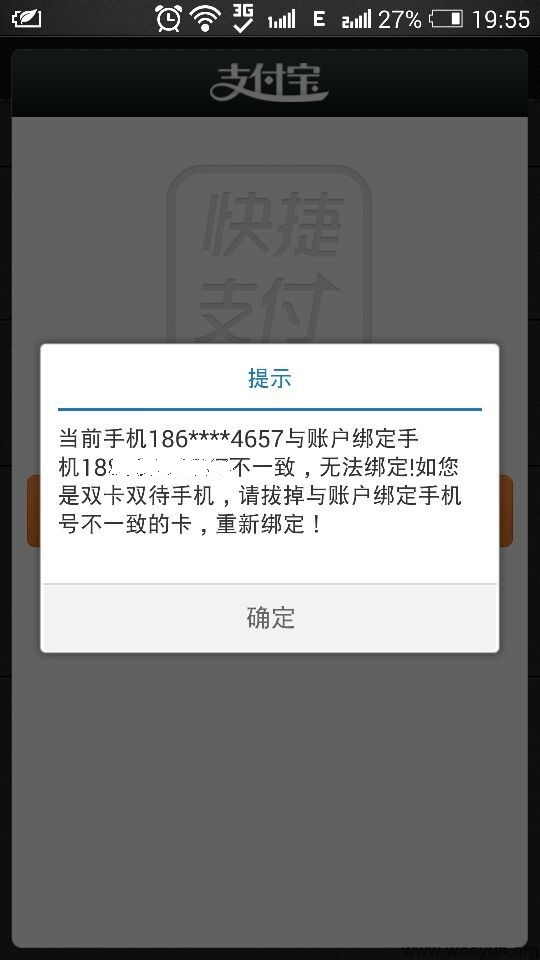 3G E 27% 19:55
支付宝
快捷
支付
提示
当前手机186****4657与账户绑定手
机18 不一致，无法绑定!如您
是双卡双待手机，请拔掉与账户绑定手机
号不一致的卡，重新绑定！
确定
www.wooyun.org